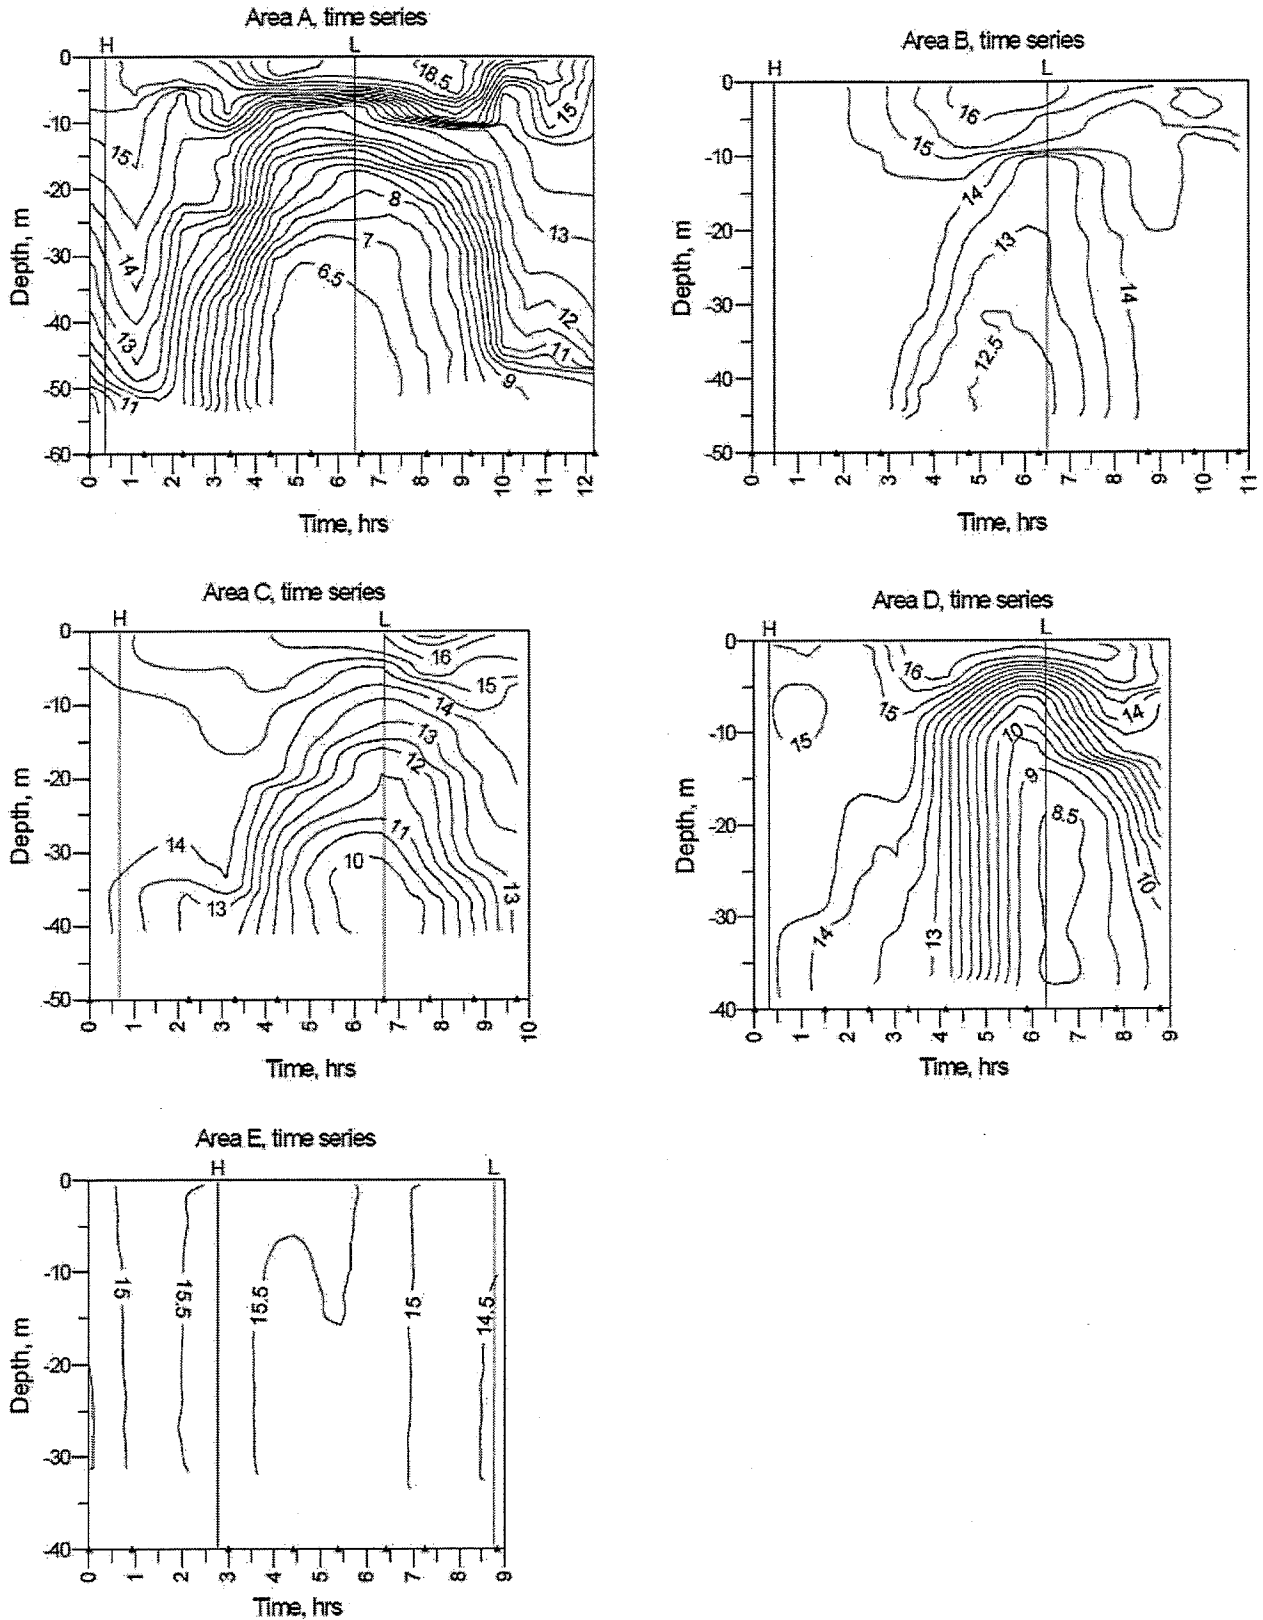 Area A, time series
H
L
0
-10
-20
-30
-40
-50
-60
Depth, m
18.5
15
15
14
13
11
8
7
6.5
13
12
11
9
0 1 2 3 4 5 6 7 8 9 10 11 12
Time, hrs
Area B, time series
H
L
0
-10
-20
-30
-40
-50
Depth, m
16
15
14
13
12.5
14
0 1 2 3 4 5 6 7 8 9 10 11
Time, hrs
Area C, time series
H
L
0
-10
-20
-30
-40
-50
Depth, m
16
15
14
13
12
11
10
14
13
13
0 1 2 3 4 5 6 7 8 9 10
Time, hrs
Area D, time series
H
L
0
-10
-20
-30
-40
Depth, m
16
15
15
14
10
9
8.5
10
14
13
0 1 2 3 4 5 6 7 8 9
Time, hrs
Area E, time series
H
L
0
-10
-20
-30
-40
Depth, m
15
15.5
15.5
15
14.5
0 1 2 3 4 5 6 7 8 9
Time, hrs